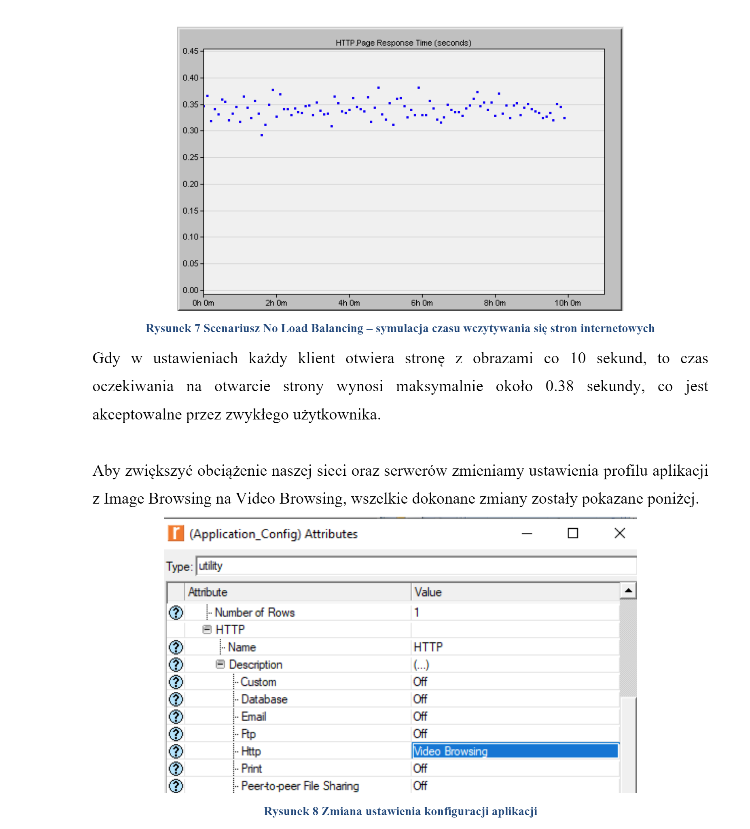 HTTP.Page Response Time (seconds)
0.45
0.40
0.35
0.30
0.25
0.20
0.15
0.10
0.05
0.00
0h 0m 2h 0m 4h 0m 6h 0m 8h 0m 10h 0m
Rysunek 7 Scenariusz No Load Balancing – symulacja czasu wczytywania się stron internetowych
Gdy w ustawieniach każdy klient otwiera stronę z obrazami co 10 sekund, to czas
oczekiwania na otwarcie strony wynosi maksymalnie około 0.38 sekundy, co jest
akceptowalne przez zwykłego użytkownika.
Aby zwiększyć obciążenie naszej sieci oraz serwerów zmieniamy ustawienia profilu aplikacji
z Image Browsing na Video Browsing, wszelkie dokonane zmiany zostały pokazane poniżej.
(Application_Config) Attributes
Type: utility
Attribute Value
Number of Rows 1
HTTP
Name HTTP
Description (...)
Custom Off
Database Off
Email Off
Ftp Off
Http Video Browsing
Print Off
Peer-to-peer File Sharing Off
Rysunek 8 Zmiana ustawienia konfiguracji aplikacji